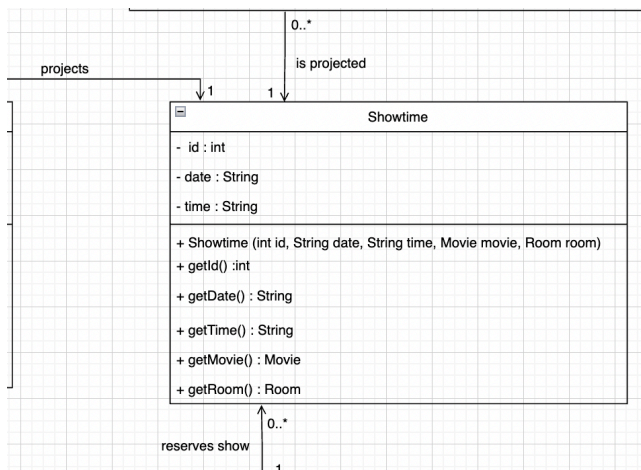 0..*
is projected
projects
1
1
Showtime
- id : int
- date : String
- time : String
+ Showtime (int id, String date, String time, Movie movie, Room room)
+ getId() :int
+ getDate() : String
+ getTime() : String
+ getMovie() : Movie
+ getRoom() : Room
0..*
reserves show
1